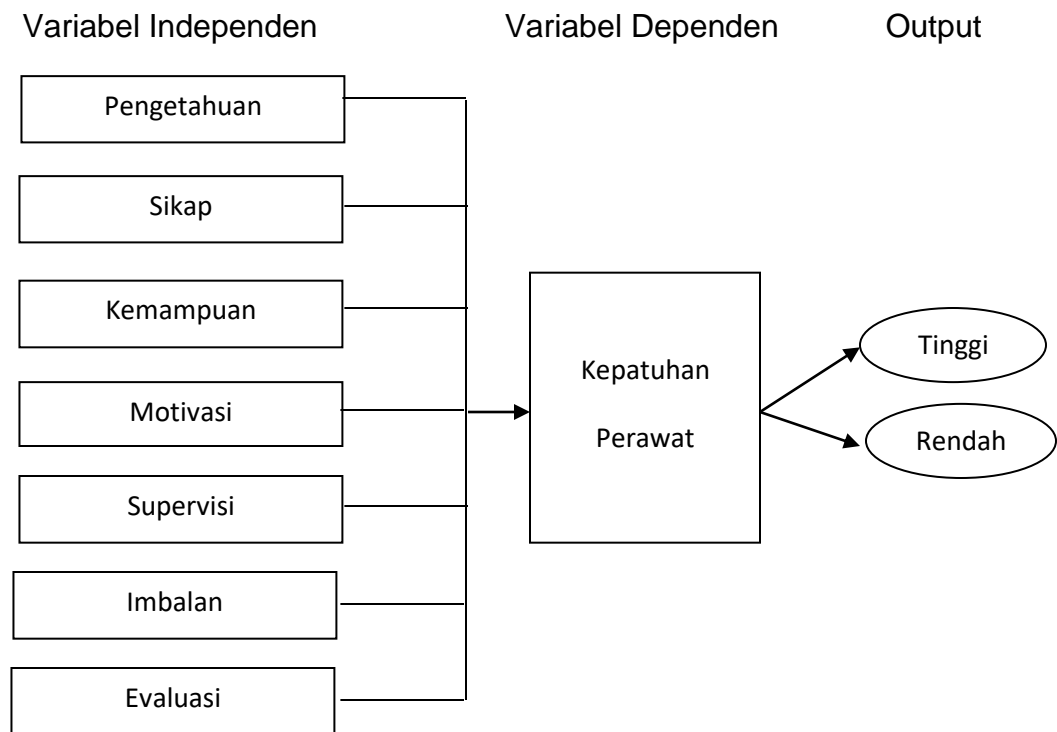 Variabel Independen Variabel Dependen Output
Pengetahuan
Sikap
Kemampuan
Motivasi
Supervisi
Imbalan
Evaluasi
Kepatuhan
Perawat
Tinggi
Rendah